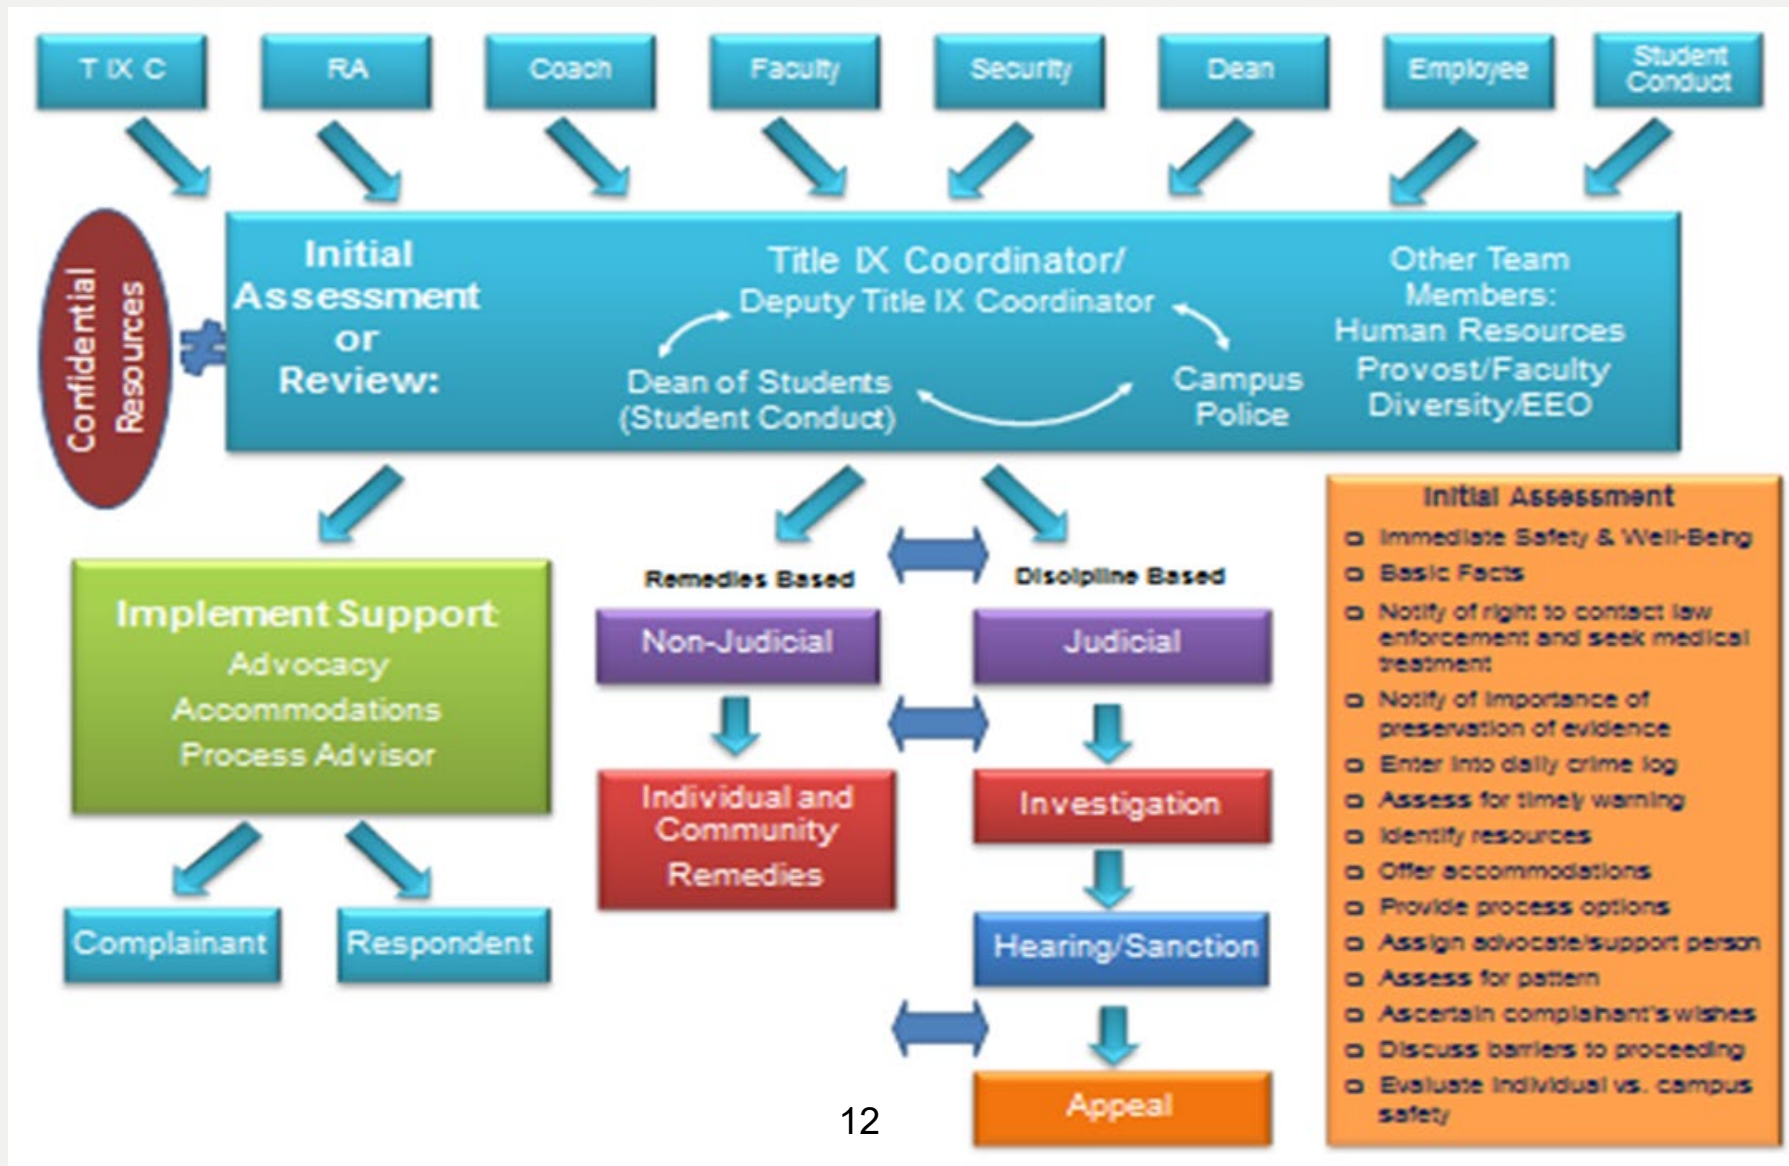 T IX C
RA
Coach
Faculty
Security
Dean
Employee
Student
Conduct
Confidential
Resources
≠
Initial
Assessment
or
Review:
Title IX Coordinator/
Deputy Title IX Coordinator
Dean of Students
(Student Conduct)
Campus
Police
Other Team
Members:
Human Resources
Provost/Faculty
Diversity/EEO
Implement Support
Advocacy
Accommodations
Process Advisor
Complainant
Respondent
Remedies Based
Non-Judicial
Individual and
Community
Remedies
Discipline Based
Judicial
Investigation
Hearing/Sanction
Appeal
Initial Assessment
Immediate Safety & Well-Being
Basic Facts
Notify of right to contact law
enforcement and seek medical
treatment
Notify of importance of
preservation of evidence
Enter into daily crime log
Assess for timely warning
Identify resources
Offer accommodations
Provide process options
Assign advocate/support person
Assess for pattern
Ascertain complainant's wishes
Discuss barriers to proceeding
Evaluate individual vs. campus
safety
12